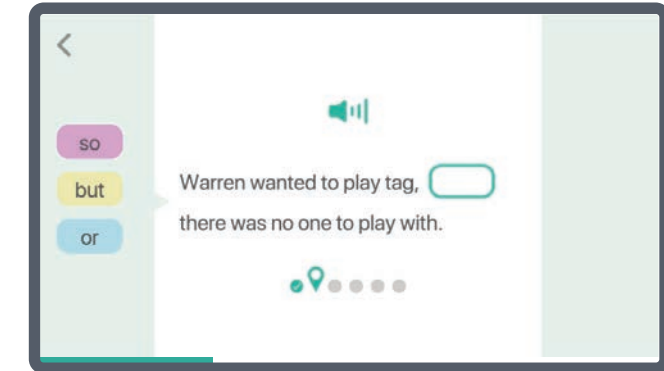 so
but
or
Warren wanted to play tag,
there was no one to play with.